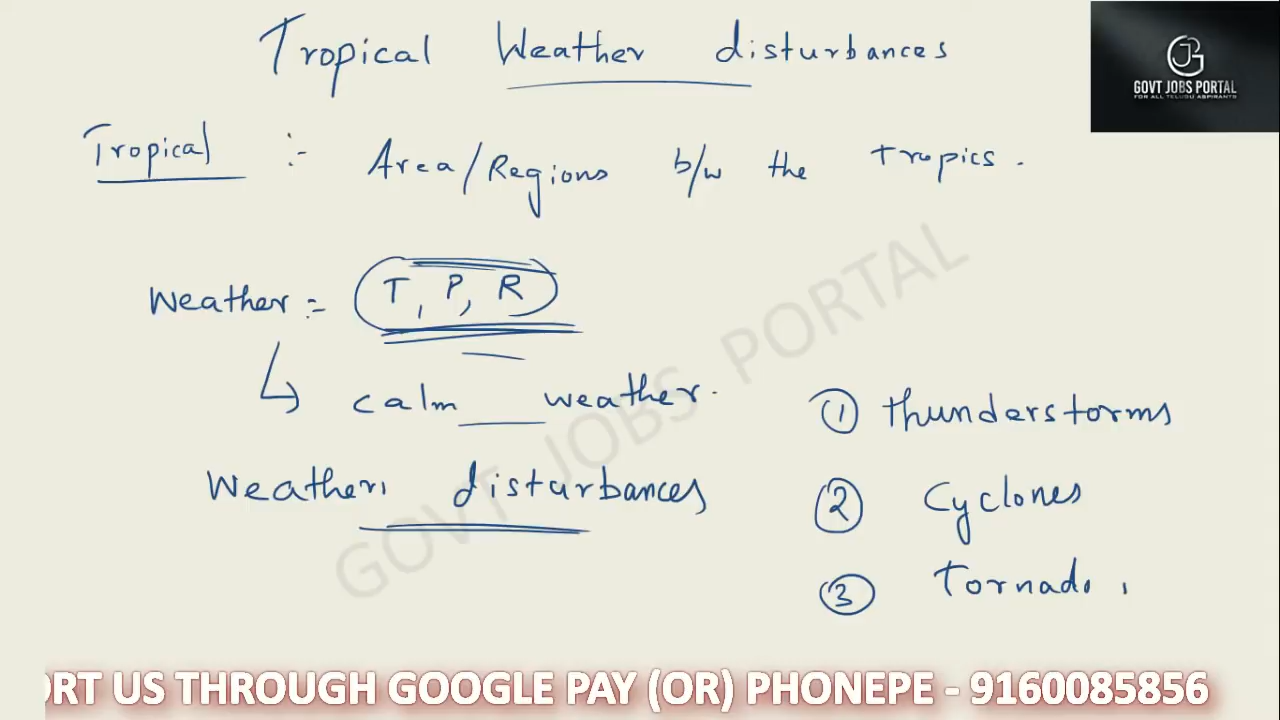 Tropical Weather disturbances
GOVT JOBS PORTAL
FOR ALL TELUGU ASPIRANTS
Tropical :- Area/Regions b/w the tropics.
Weather :- T, P, R
calm weather.
① thunderstorms
Weather disturbances
② Cyclones
③ Tornado
GOVT JOBS PORTAL
ORT US THROUGH GOOGLE PAY (OR) PHONEPE - 9160085856